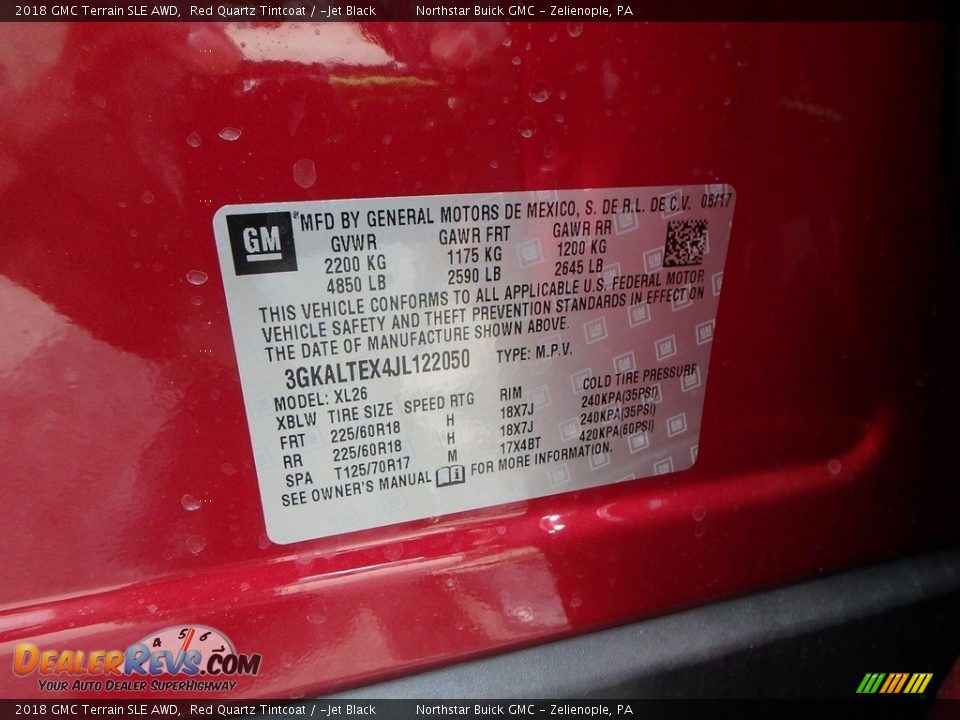 2018 GMC Terrain SLE AWD, Red Quartz Tintcoat / -Jet Black Northstar Buick GMC - Zelienople, PA
GM
® MFD BY GENERAL MOTORS DE MEXICO, S. DE R.L. DE C.V. 06/17
GVWR GAWR FRT GAWR RR
2200 KG 1175 KG 1200 KG
4850 LB 2590 LB 2645 LB
THIS VEHICLE CONFORMS TO ALL APPLICABLE U.S. FEDERAL MOTOR
VEHICLE SAFETY AND THEFT PREVENTION STANDARDS IN EFFECT ON
THE DATE OF MANUFACTURE SHOWN ABOVE.
3GKALTEX4JL122050 TYPE: M.P.V.
MODEL: XL26
XBLW TIRE SIZE SPEED RTG RIM COLD TIRE PRESSURE
FRT 225/60R18 H 18X7J 240KPA(35PSI)
RR 225/60R18 H 18X7J 240KPA(35PSI)
SPA T125/70R17 M 17X4BT 420KPA(60PSI)
SEE OWNER'S MANUAL i FOR MORE INFORMATION.
4 5 6
DEALERREVS.COM
YOUR AUTO DEALER SUPERHIGHWAY
2018 GMC Terrain SLE AWD, Red Quartz Tintcoat / -Jet Black Northstar Buick GMC - Zelienople, PA